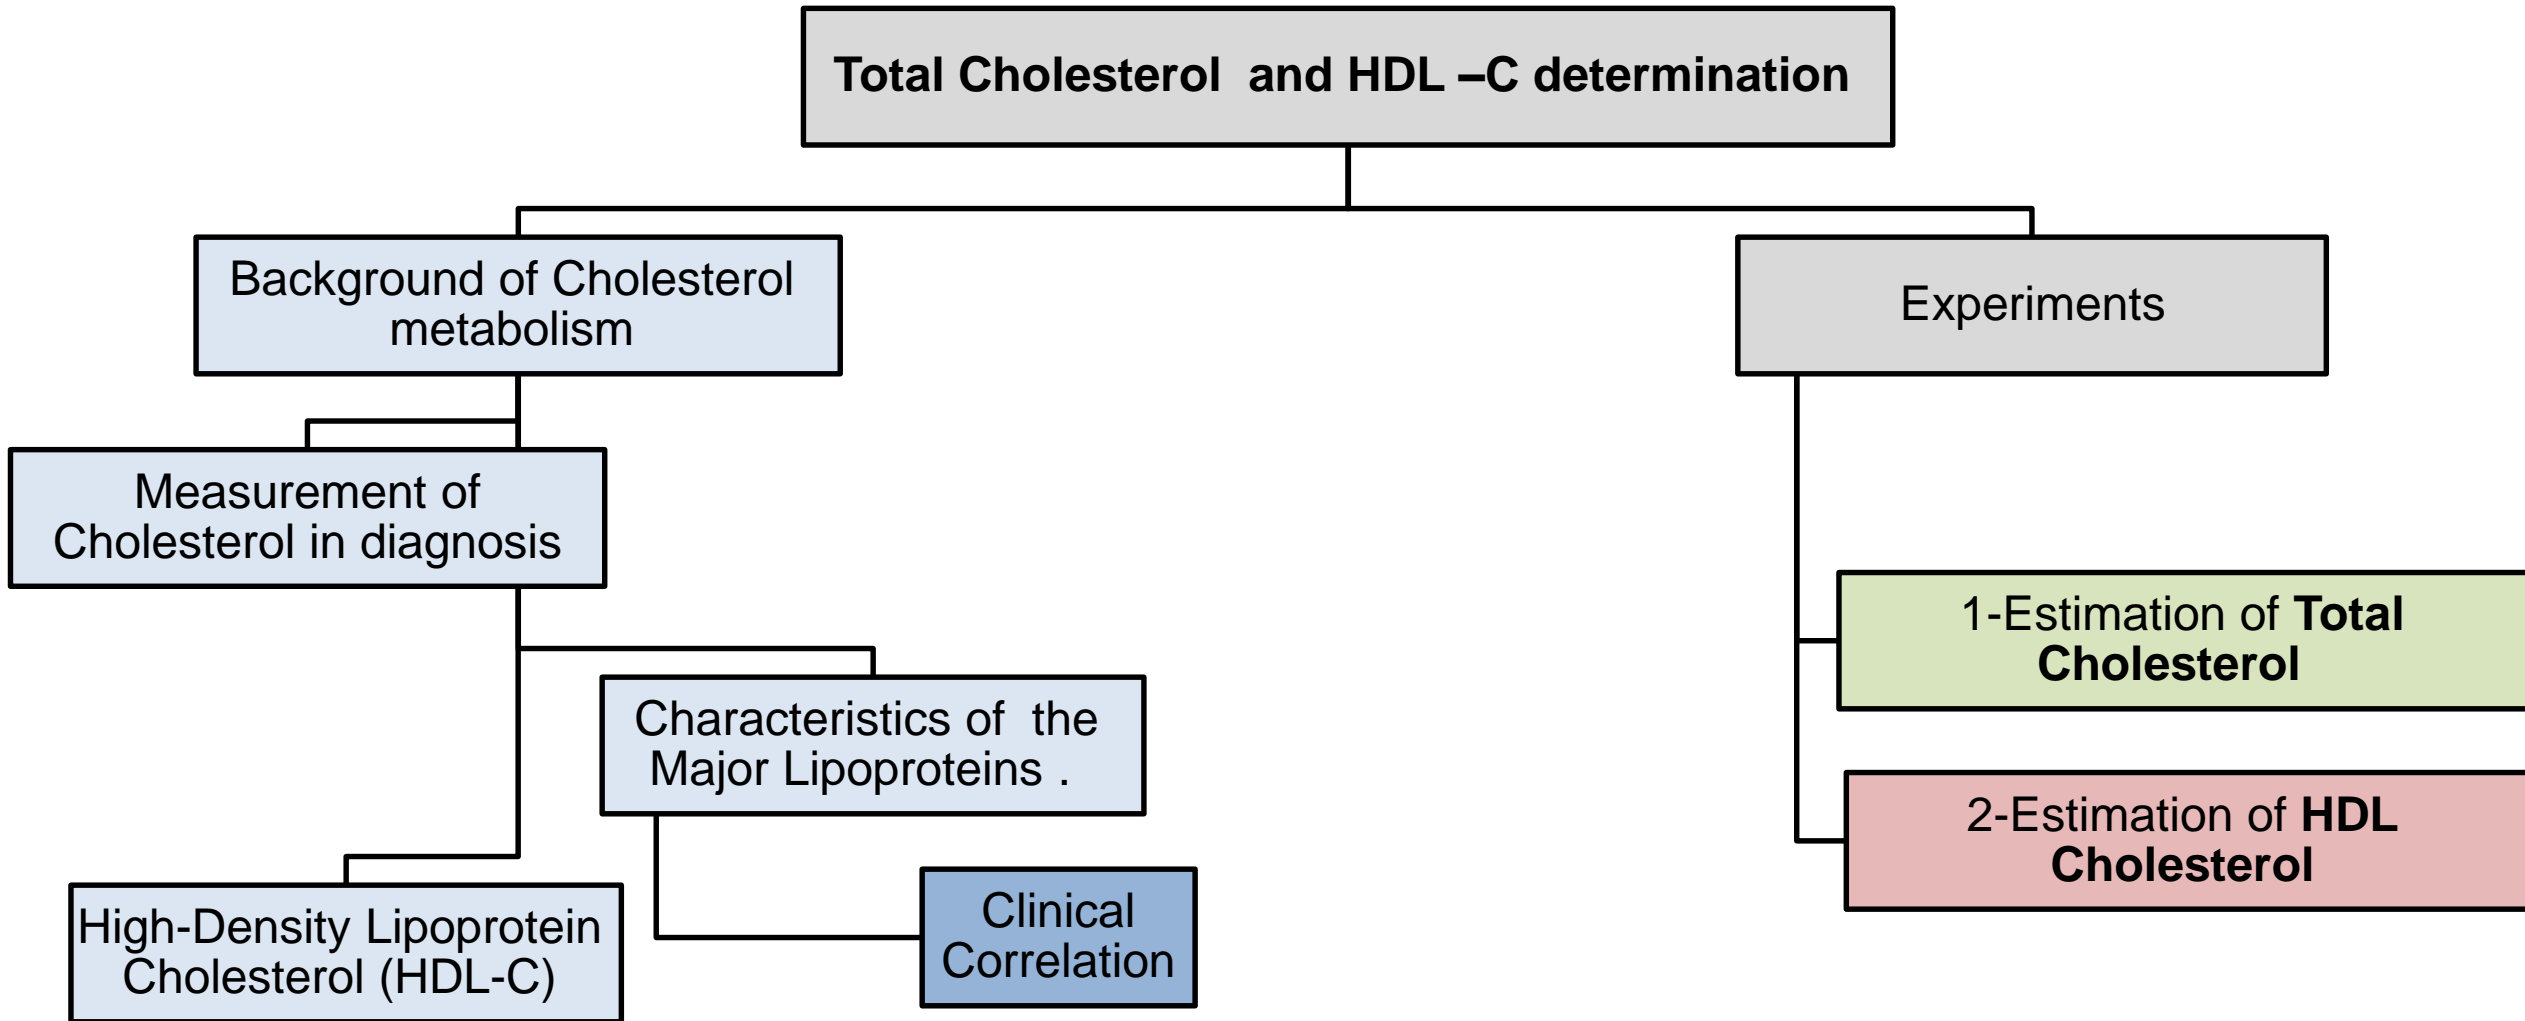 Total Cholesterol  and HDL –C determination
Background of Cholesterol
metabolism
Experiments
Measurement of
Cholesterol in diagnosis
1-Estimation of Total
Cholesterol
Characteristics of  the
Major Lipoproteins .
2-Estimation of HDL
Cholesterol
High-Density Lipoprotein
Cholesterol (HDL-C)
Clinical
Correlation